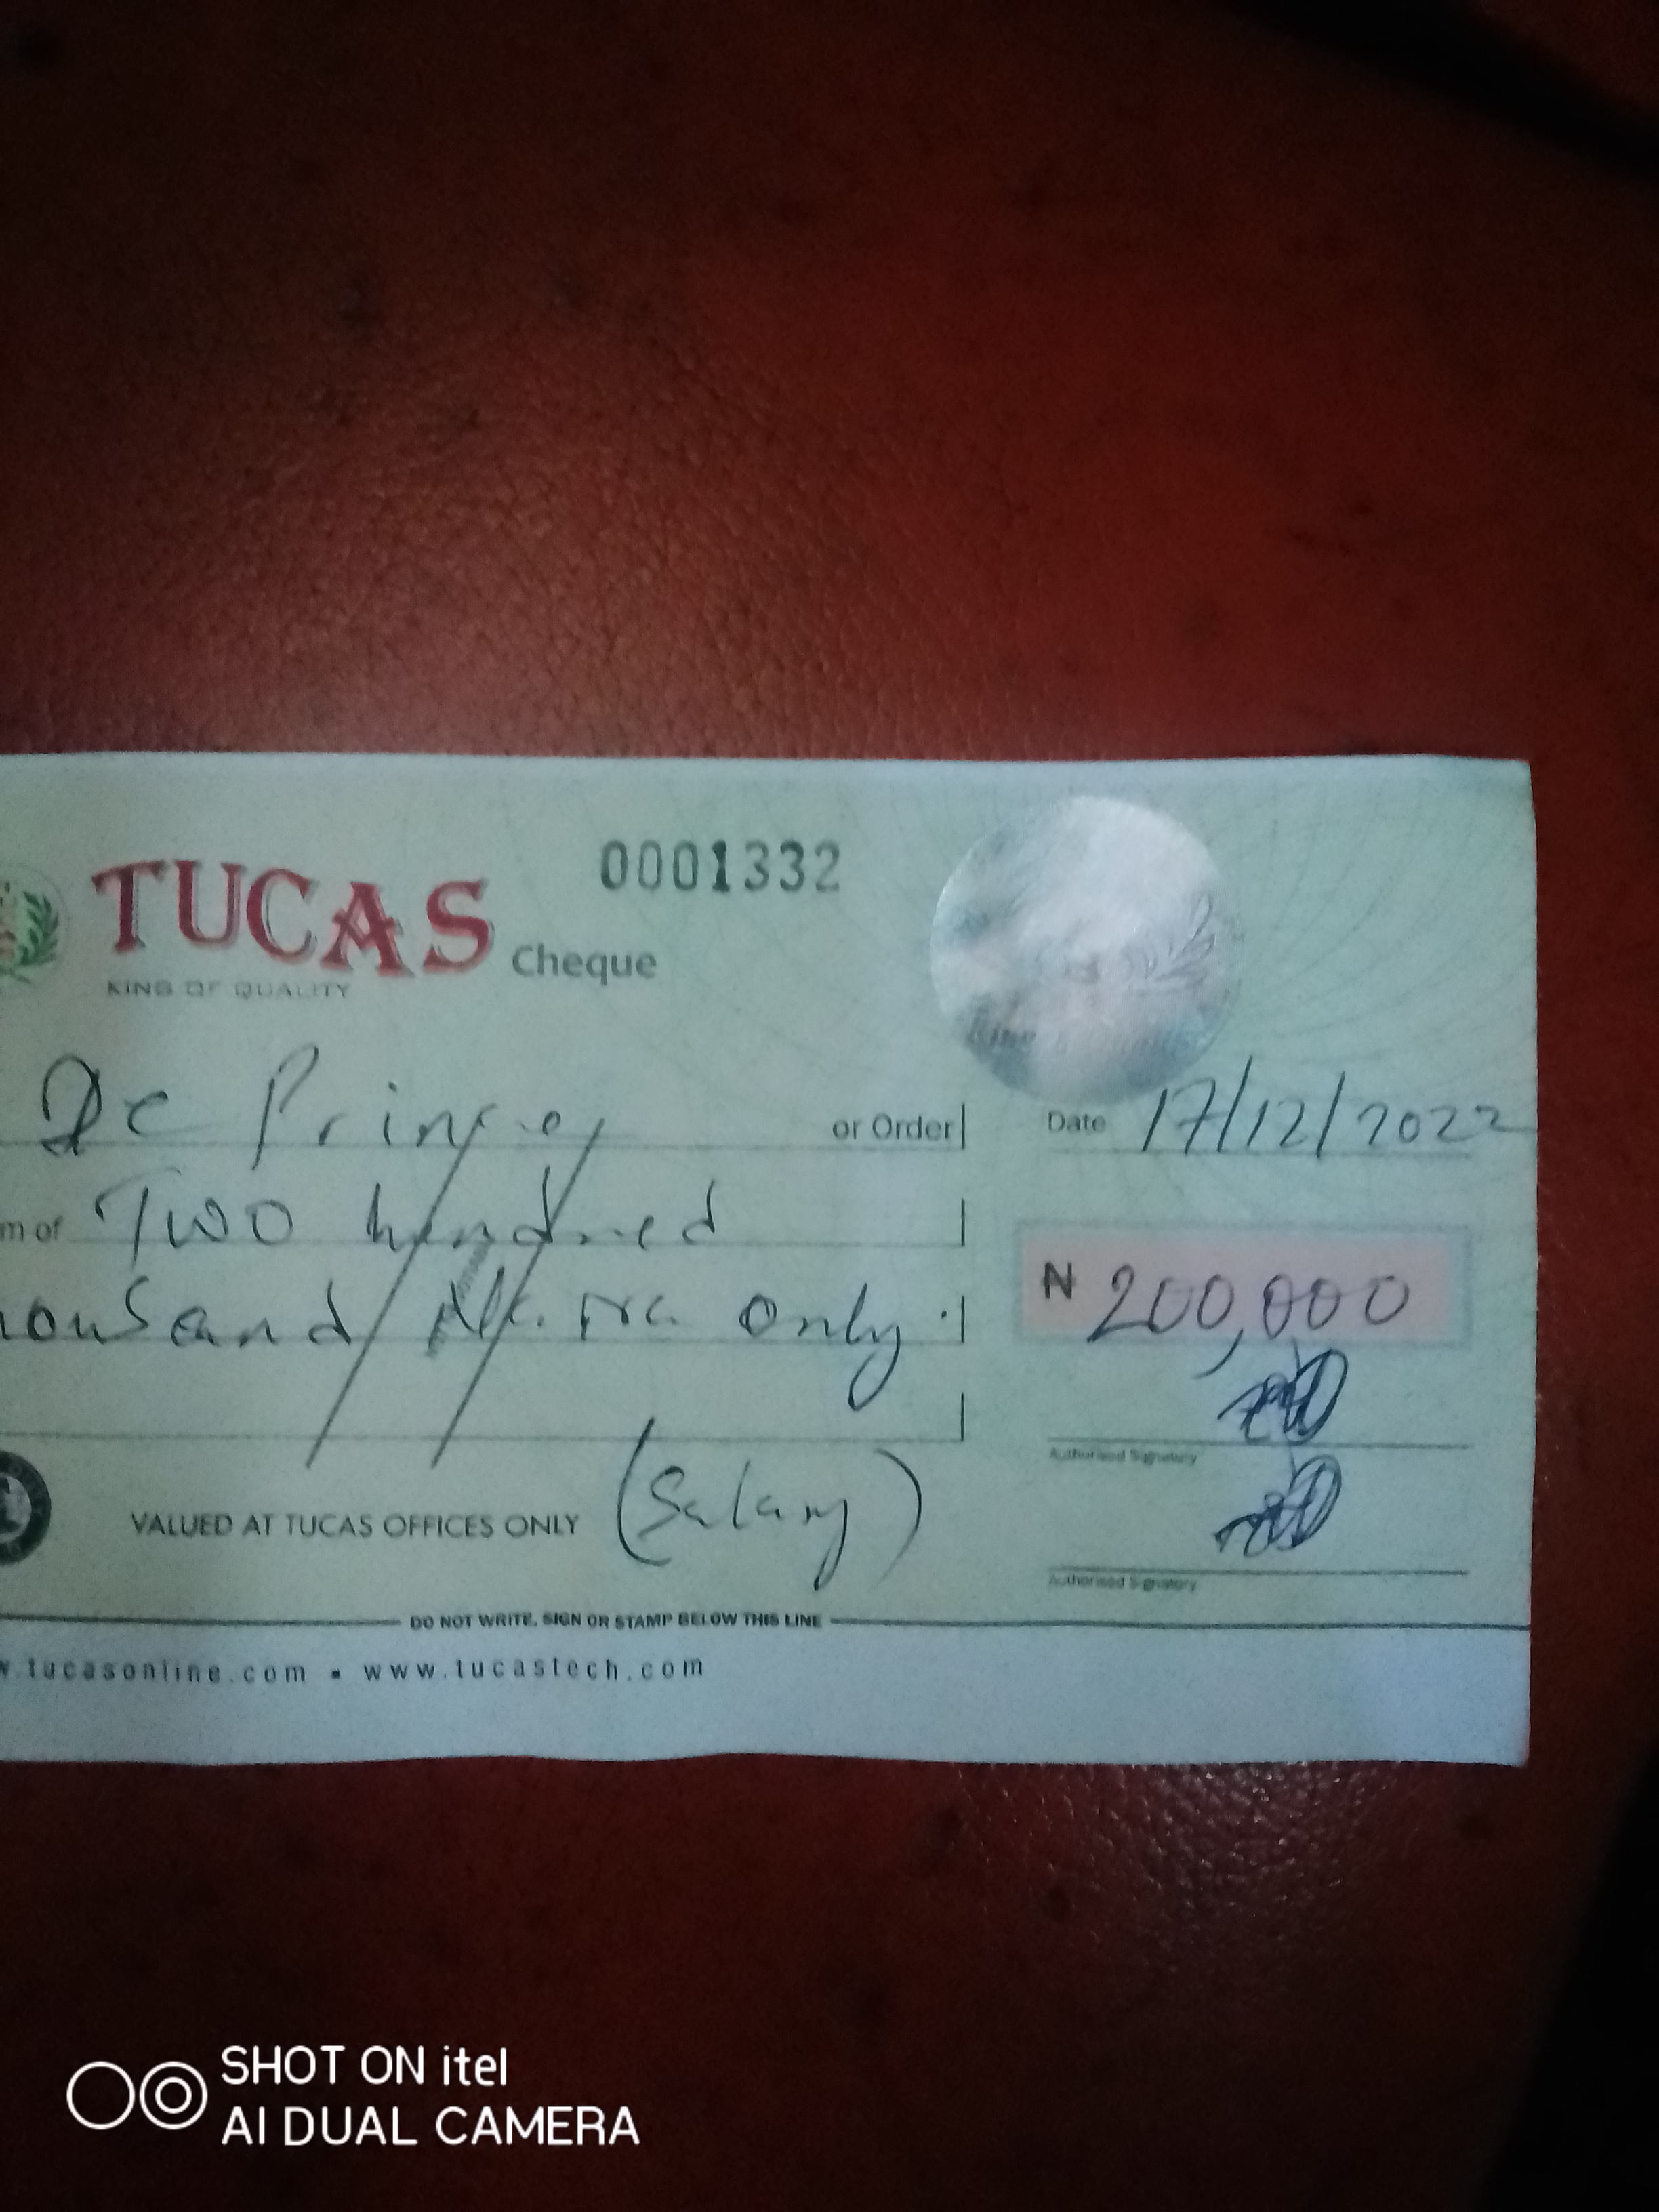 TUCAS
0001332
Cheque
KING OF QUALITY
De Prince
or Order
Date 17/12/2022
m of Two hundred
housand Naira only.
₦ 200,000
Authorised Signatory
(Salary)
VALUED AT TUCAS OFFICES ONLY
Authorised Signatory
DO NOT WRITE, SIGN OR STAMP BELOW THIS LINE
w.tucasonline.com • www.tucastech.com
SHOT ON itel
AI DUAL CAMERA